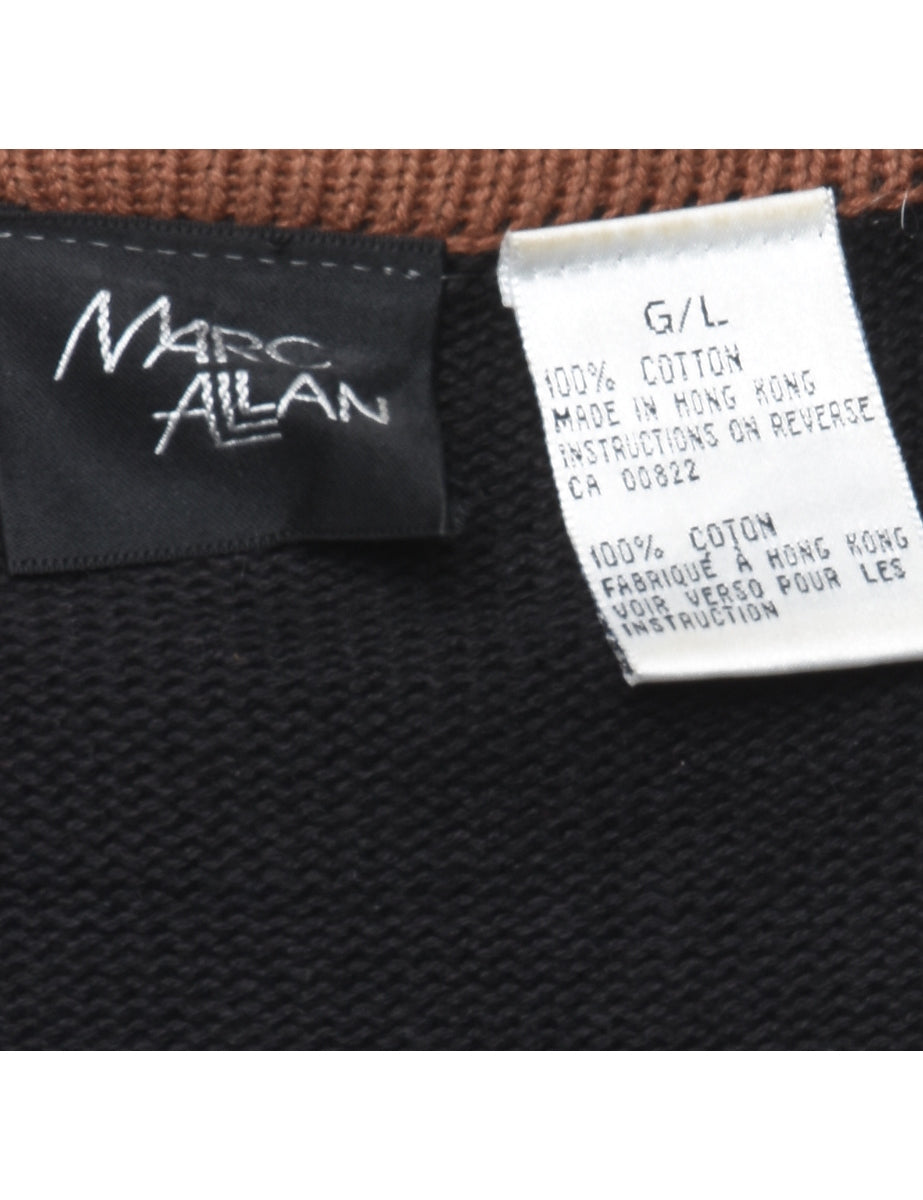 MARC
ALLAN
G/L
100% COTTON
MADE IN HONG KONG
INSTRUCTIONS ON REVERSE
CA 00822
100% COTON
FABRIQUÉ À HONG KONG
VOIR VERSO POUR LES
INSTRUCTION